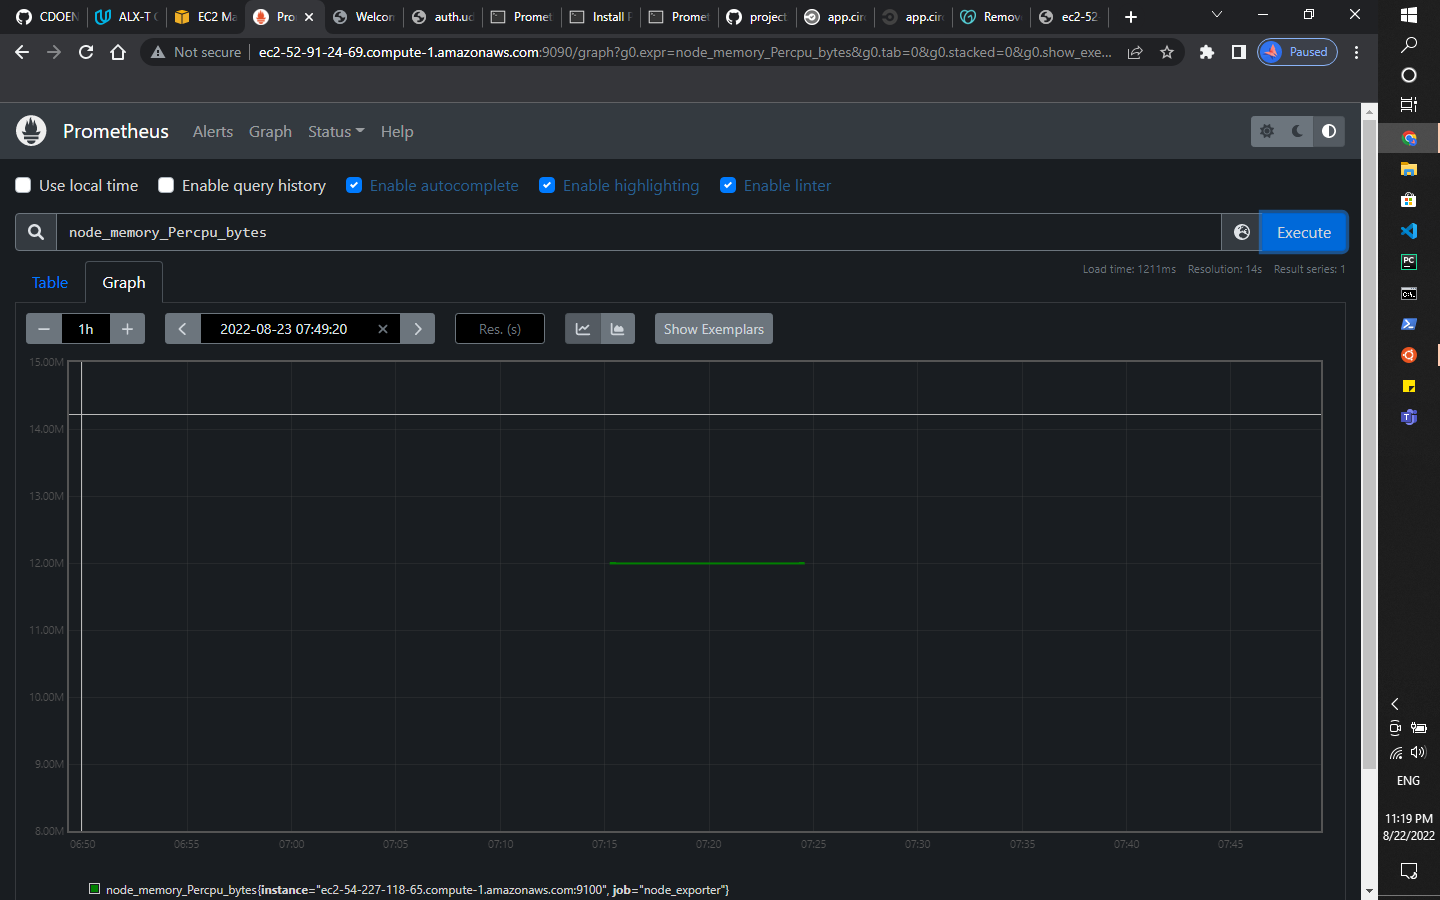 CDOEN
ALX-T
EC2 Ma
Pro
Welcon
auth.ud
Promet
Install
Promet
project
app.circ
app.circ
Remov
ec2-52-
Not secure
ec2-52-91-24-69.compute-1.amazonaws.com:9090/graph?g0.expr=node_memory_Percpu_bytes&g0.tab=0&g0.stacked=0&g0.show_exe...
Paused
Prometheus
Alerts
Graph
Status
Help
Use local time
Enable query history
Enable autocomplete
Enable highlighting
Enable linter
node_memory_Percpu_bytes
Execute
Load time: 1211ms Resolution: 14s Result series: 1
Table
Graph
1h
2022-08-23 07:49:20
Res. (s)
Show Exemplars
15.00M
14.00M
13.00M
12.00M
11.00M
10.00M
9.00M
8.00M
06:50 06:55 07:00 07:05 07:10 07:15 07:20 07:25 07:30 07:35 07:40 07:45
node_memory_Percpu_bytes{instance="ec2-54-227-118-65.compute-1.amazonaws.com:9100", job="node_exporter"}
PC
ENG
11:19 PM
8/22/2022